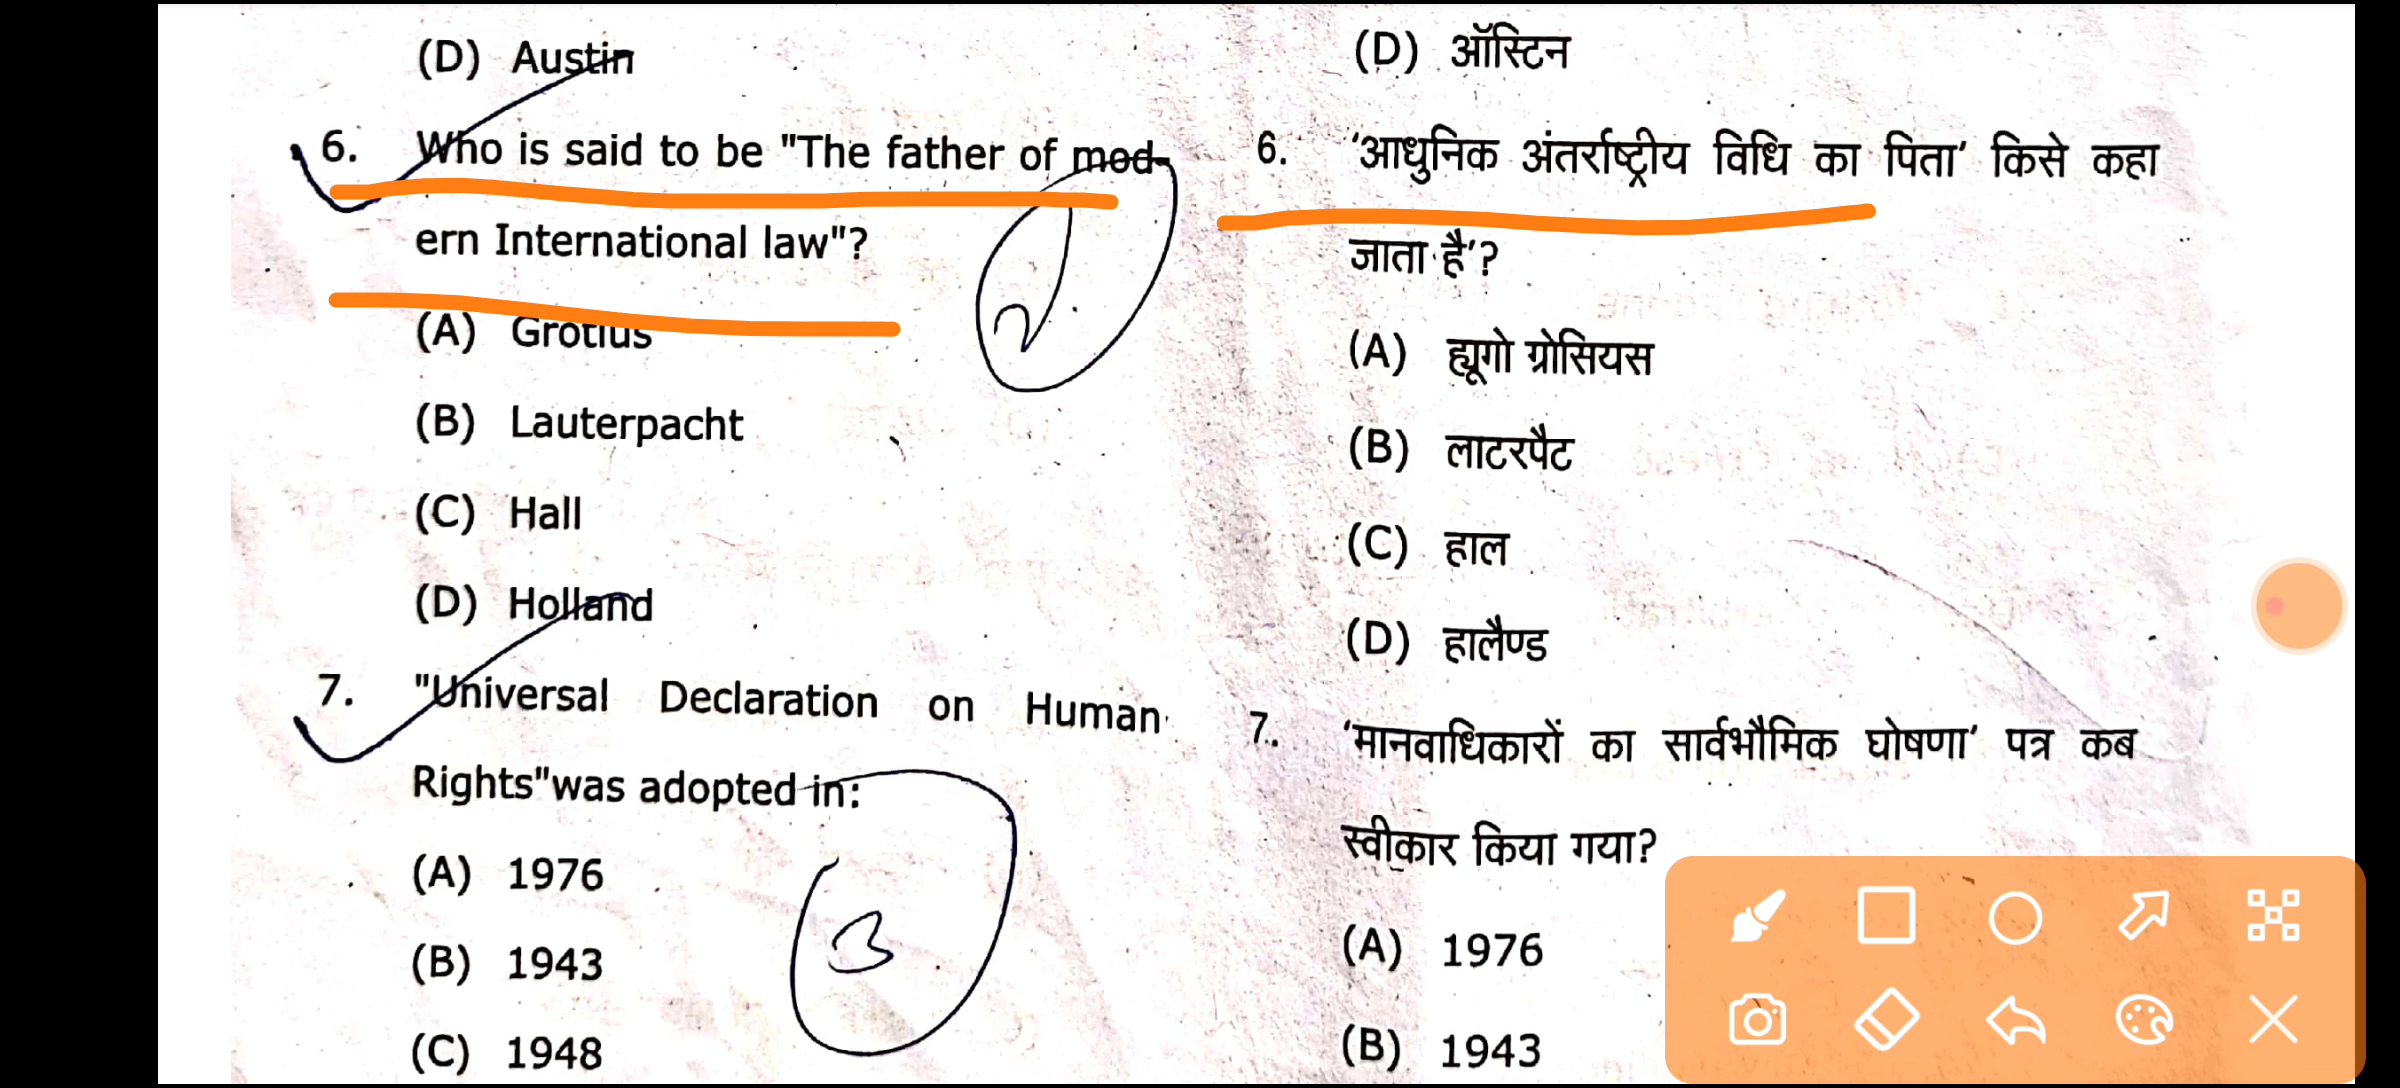 (D) Austin
6. Who is said to be "The father of mod-
ern International law"?
(A) Grotius
(B) Lauterpacht
(C) Hall
(D) Holland
7. "Universal Declaration on Human
Rights"was adopted in:
(A) 1976
(B) 1943
(C) 1948
3
(D) ऑस्टिन
6. 'आधुनिक अंतर्राष्ट्रीय विधि का पिता' किसे कहा
जाता है'?
(A) ह्यूगो ग्रोसियस
(B) लाटरपैट
(C) हाल
(D) हालैण्ड
7. 'मानवाधिकारों का सार्वभौमिक घोषणा' पत्र कब
स्वीकार किया गया?
(A) 1976
(B) 1943